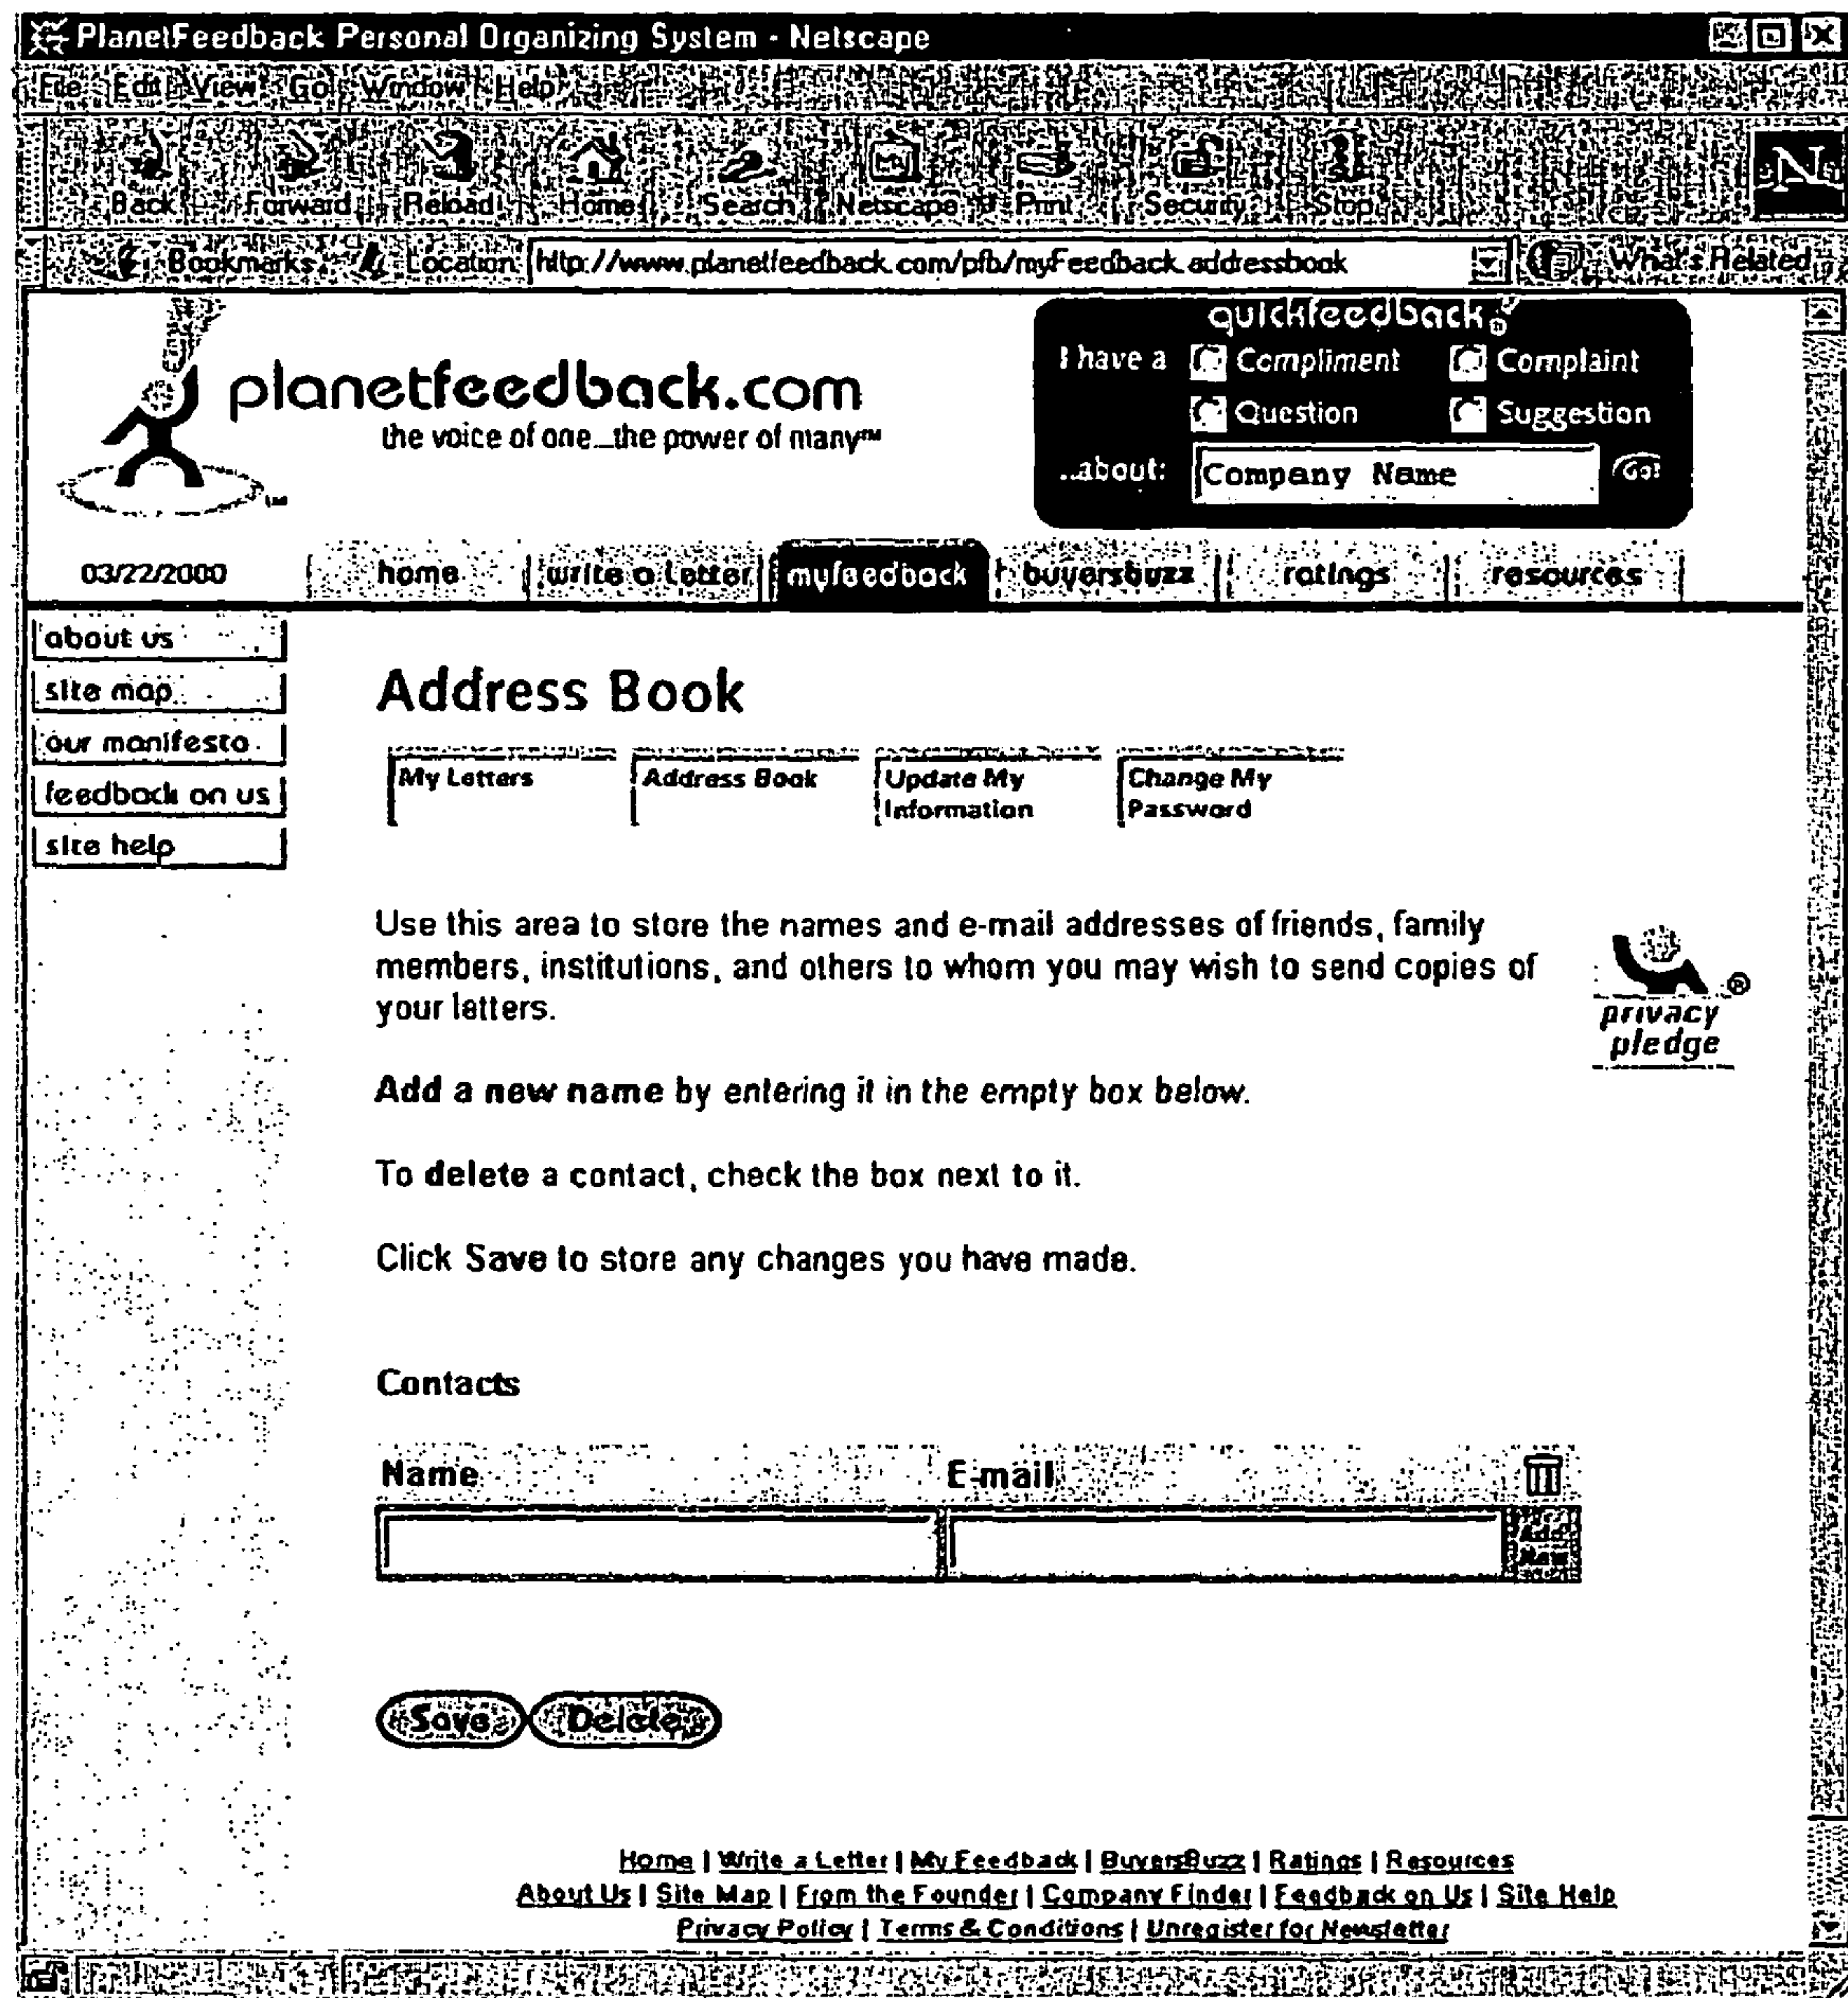 PlanetFeedback Personal Organizing System - Netscape
File Edit View Go Window Help
Back Forward Reload Home Search Netscape Print Security Stop N
Bookmarks Location: http://www.planetfeedback.com/pfb/myFeedback.addressbook What's Related
quickfeedback
I have a Compliment Complaint
planetfeedback.com
the voice of one...the power of many™
Question Suggestion
...about: Company Name Go!
TM
03/22/2000 home write a letter myfeedback buyersbuzz ratings resources
about us
site map
our manifesto
feedback on us
site help
Address Book
My Letters Address Book Update My Information Change My Password
Use this area to store the names and e-mail addresses of friends, family
members, institutions, and others to whom you may wish to send copies of
your letters.
® privacy
pledge
Add a new name by entering it in the empty box below.
To delete a contact, check the box next to it.
Click Save to store any changes you have made.
Contacts
Name E-mail
Add
New
Save Delete
Home | Write a Letter | My Feedback | BuyersBuzz | Ratings | Resources
About Us | Site Map | From the Founder | Company Finder | Feedback on Us | Site Help
Privacy Policy | Terms & Conditions | Unregister for Newsletter